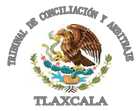 TRIBUNAL DE CONCILIACIÓN Y ARBITRAJE
TLAXCALA